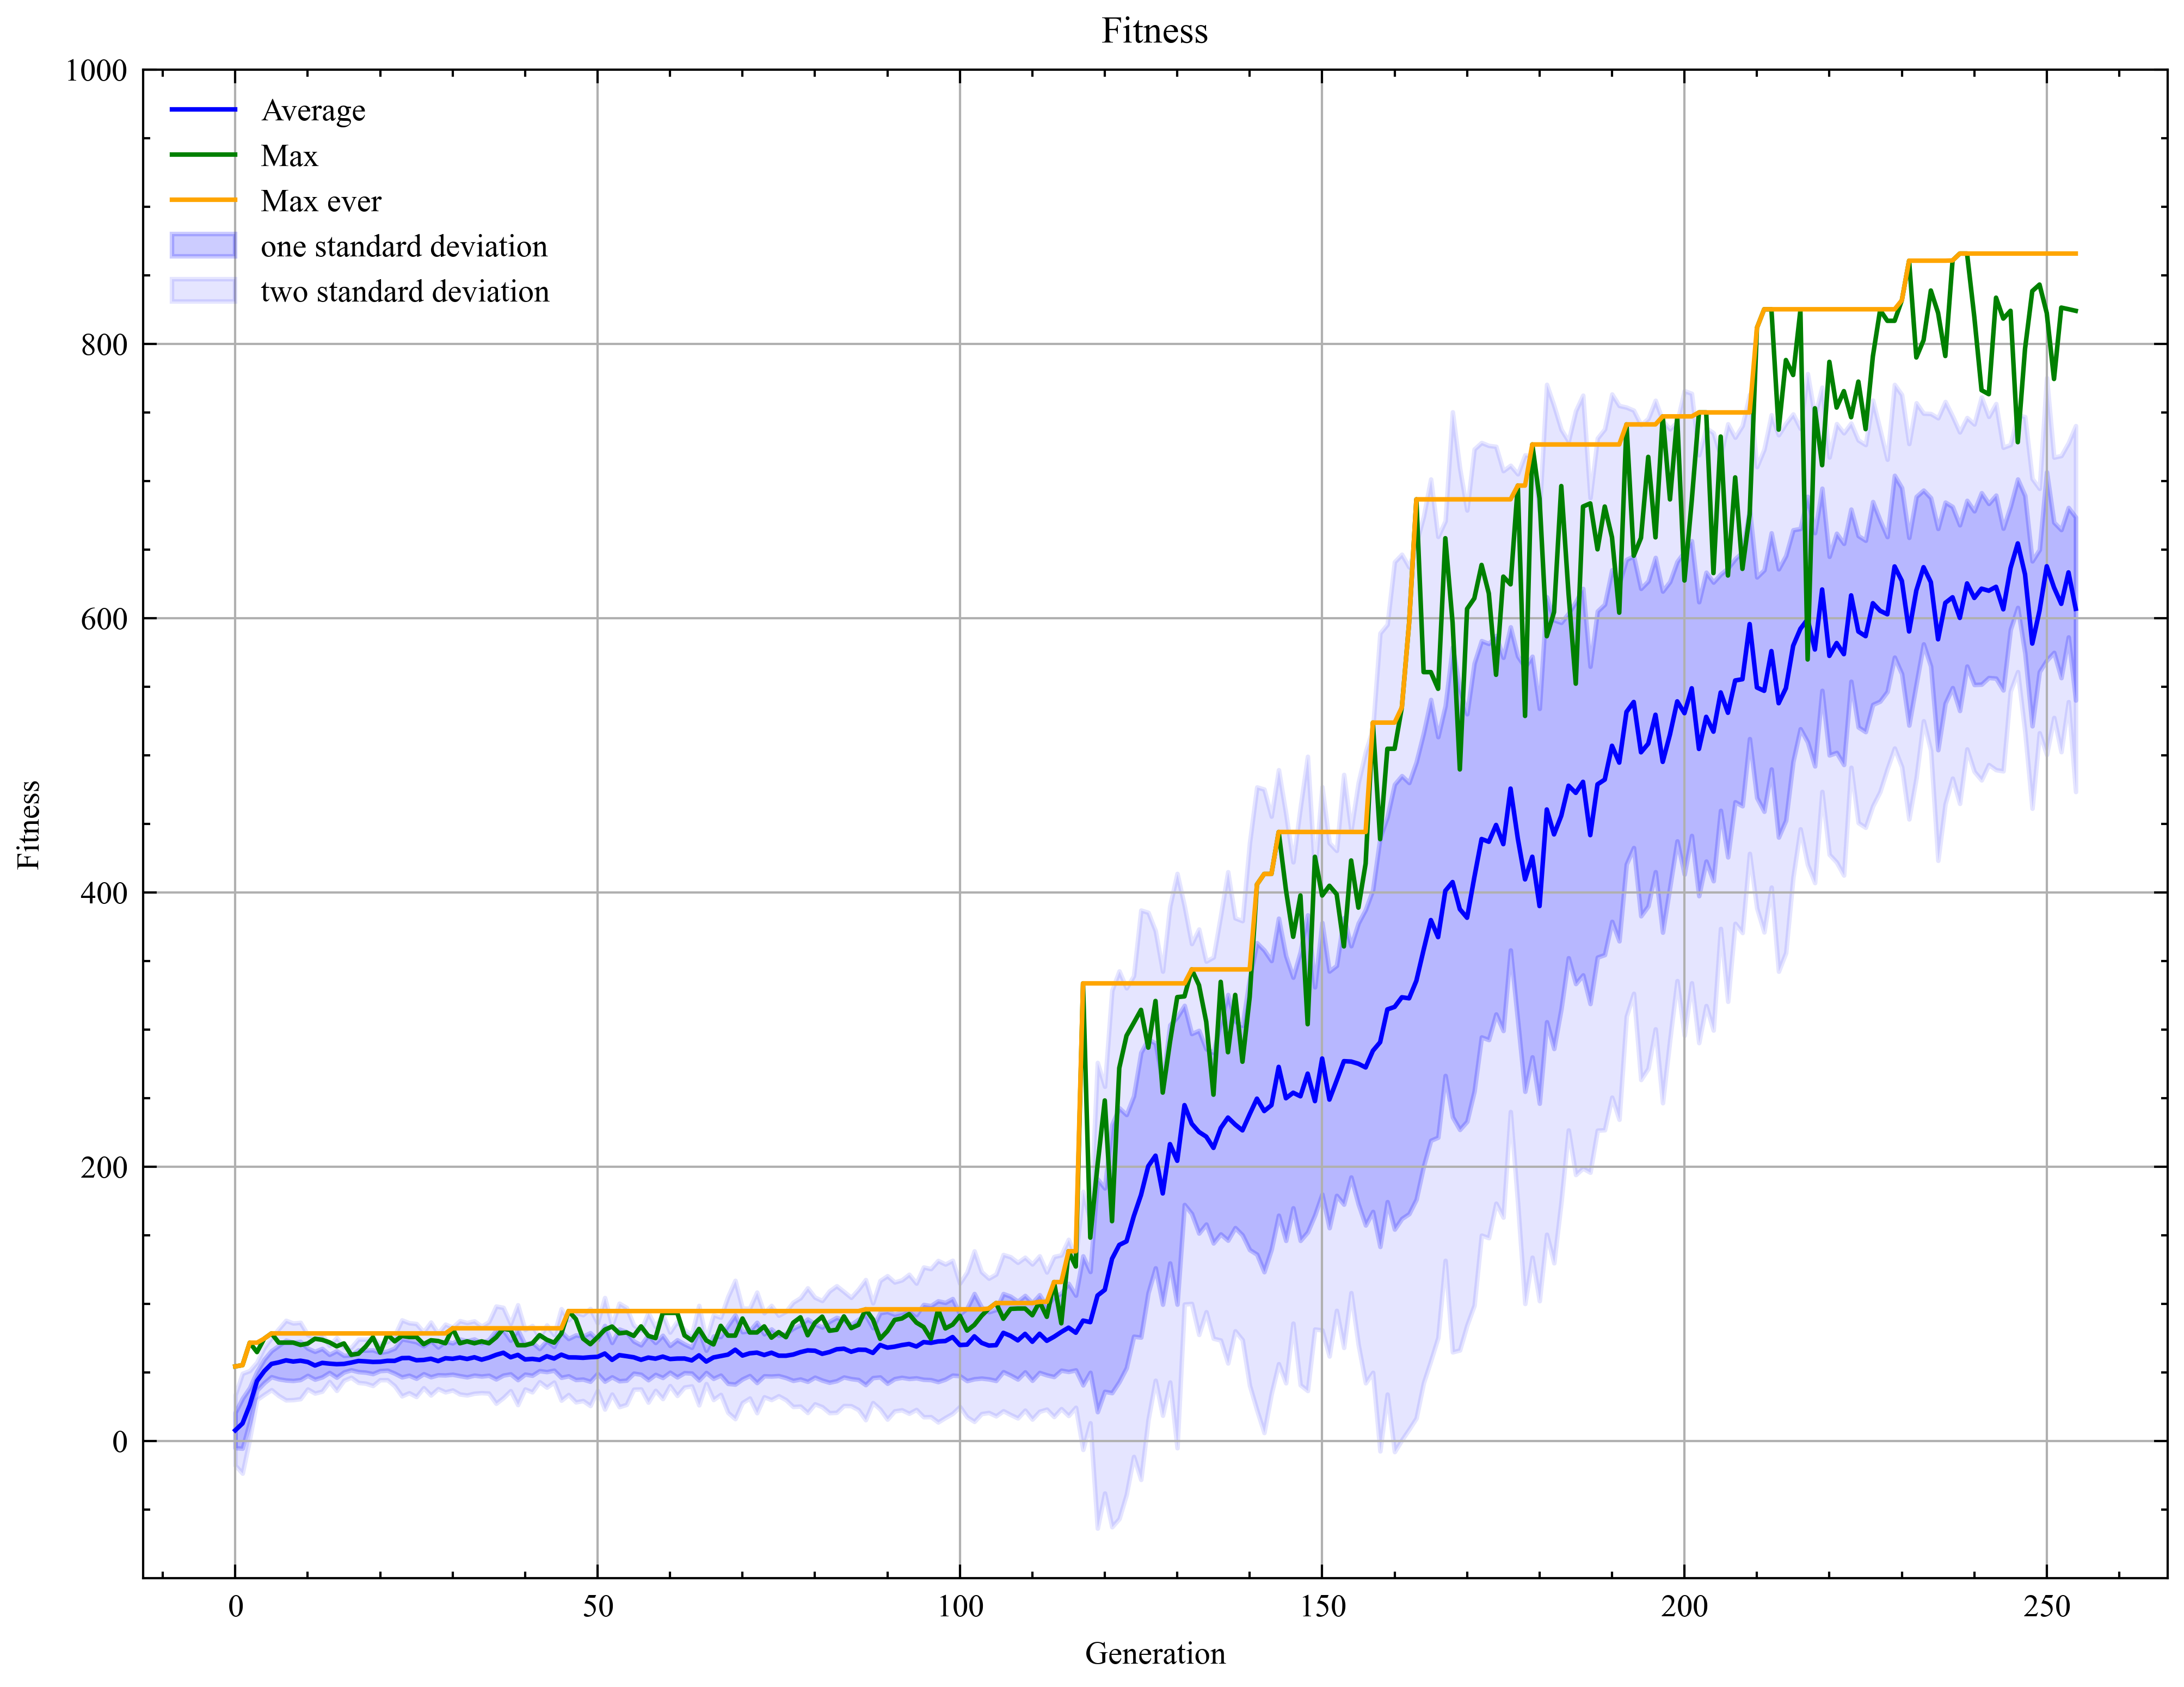 Fitness
1000
800
600
400
200
0
Average
Max
Max ever
one standard deviation
two standard deviation
Fitness
0 50 100 150 200 250
Generation